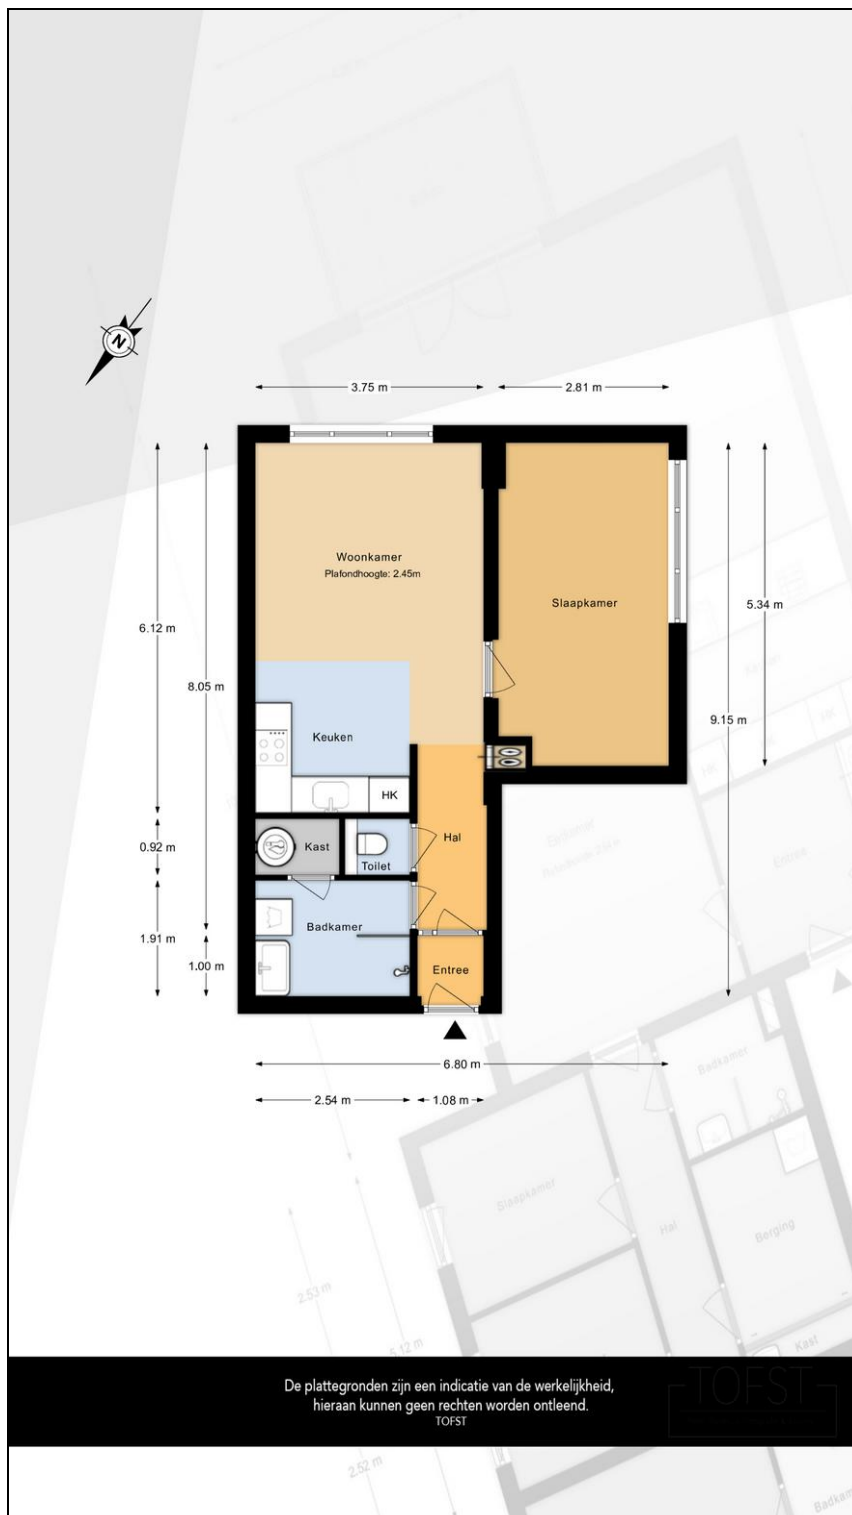 N
3.75 m
2.81 m
Woonkamer
Plafondhoogte: 2.45m
Slaapkamer
5.34 m
6.12 m
8.05 m
9.15 m
Keuken
HK
Hal
0.92 m
Kast
Toilet
Badkamer
1.91 m
1.00 m
Entree
6.80 m
2.54 m
1.08 m
Entree
HK
HK
Badkamer
Slaapkamer
Hal
Berging
2.53 m
5.12 m
Kast
De plattegronden zijn een indicatie van de werkelijkheid,
hieraan kunnen geen rechten worden ontleend.
TOFST
TOFST
2.52 m